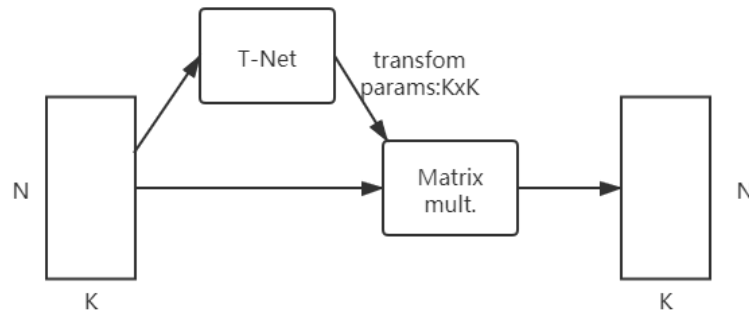 T-Net
transfom
params:KxK
N
Matrix
mult.
N
K
K